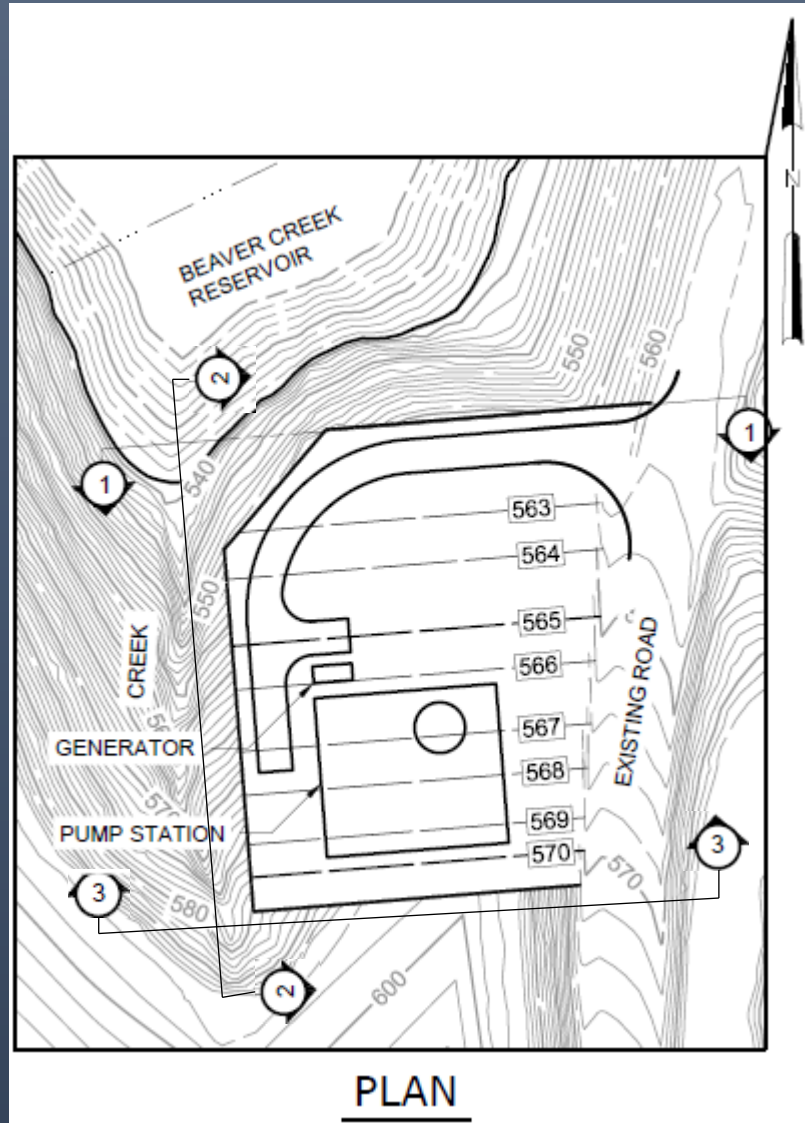 N
BEAVER CREEK
RESERVOIR
550
560
2
1
1
540
563
564
550
565
566
CREEK
EXISTING ROAD
567
GENERATOR
568
569
PUMP STATION
570
3
570
3
580
600
2
PLAN